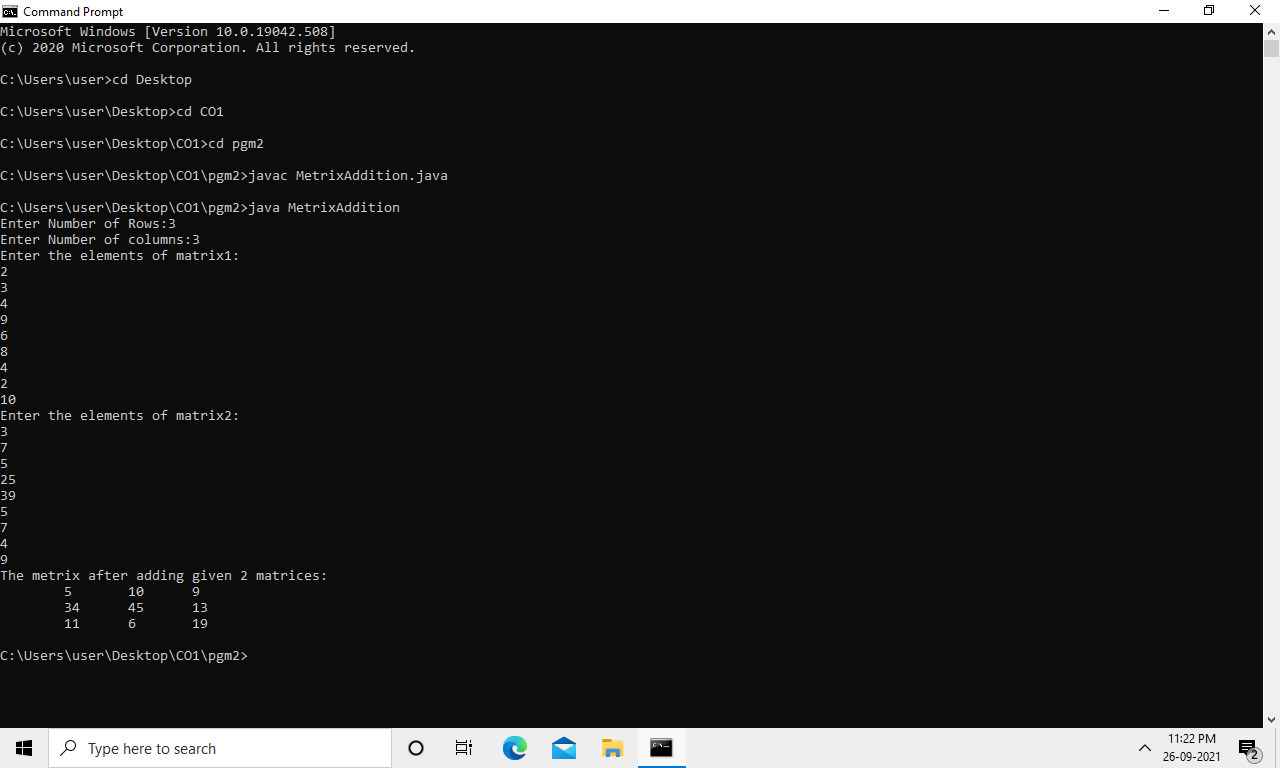 Command Prompt
Microsoft Windows [Version 10.0.19042.508]
(c) 2020 Microsoft Corporation. All rights reserved.
C:\Users\user>cd Desktop
C:\Users\user\Desktop>cd CO1
C:\Users\user\Desktop\CO1>cd pgm2
C:\Users\user\Desktop\CO1\pgm2>javac MetrixAddition.java
C:\Users\user\Desktop\CO1\pgm2>java MetrixAddition
Enter Number of Rows:3
Enter Number of columns:3
Enter the elements of matrix1:
2
3
4
9
6
8
4
2
10
Enter the elements of matrix2:
3
7
5
25
39
5
7
4
9
The metrix after adding given 2 matrices:
5 10 9
34 45 13
11 6 19
C:\Users\user\Desktop\CO1\pgm2>
Type here to search
11:22 PM
26-09-2021
2